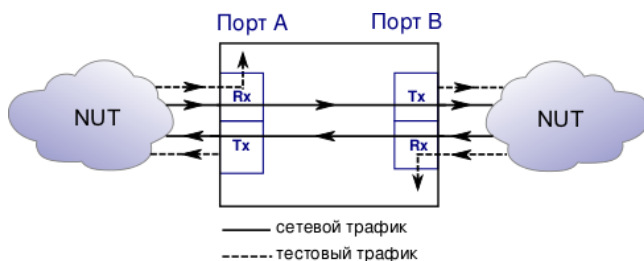 Порт A Порт B
NUT Rx Tx NUT
Tx Rx
сетевой трафик
тестовый трафик